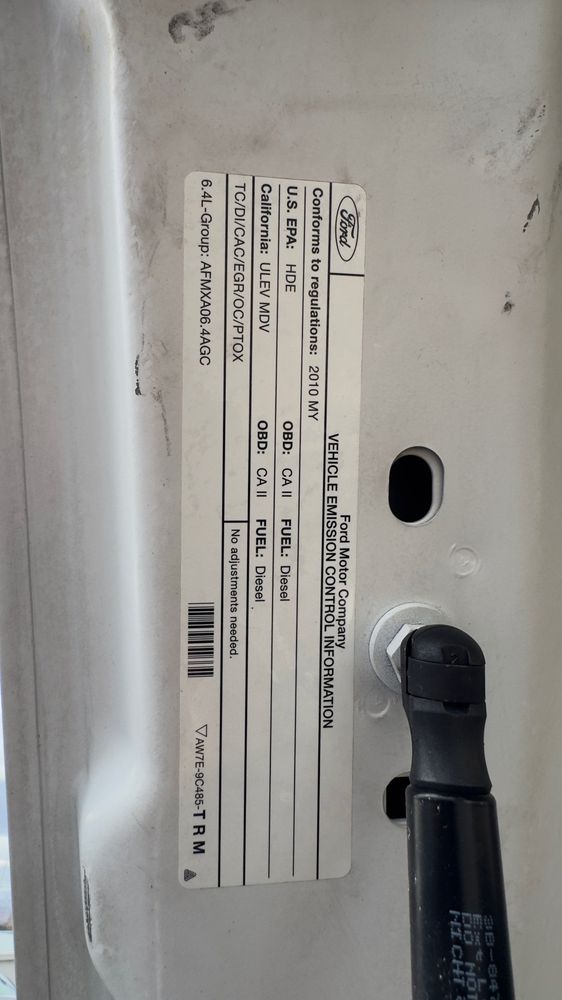 Ford
Ford Motor Company
VEHICLE EMISSION CONTROL INFORMATION
Conforms to regulations: 2010 MY
U.S. EPA: HDE OBD: CA II FUEL: Diesel
California: ULEV MDV OBD: CA II FUEL: Diesel
TC/DI/CAC/EGR/OC/PTOX No adjustments needed.
6.4L-Group: AFMXA06.4AGC ▽AW7E-9C485-T R M
DO NOT